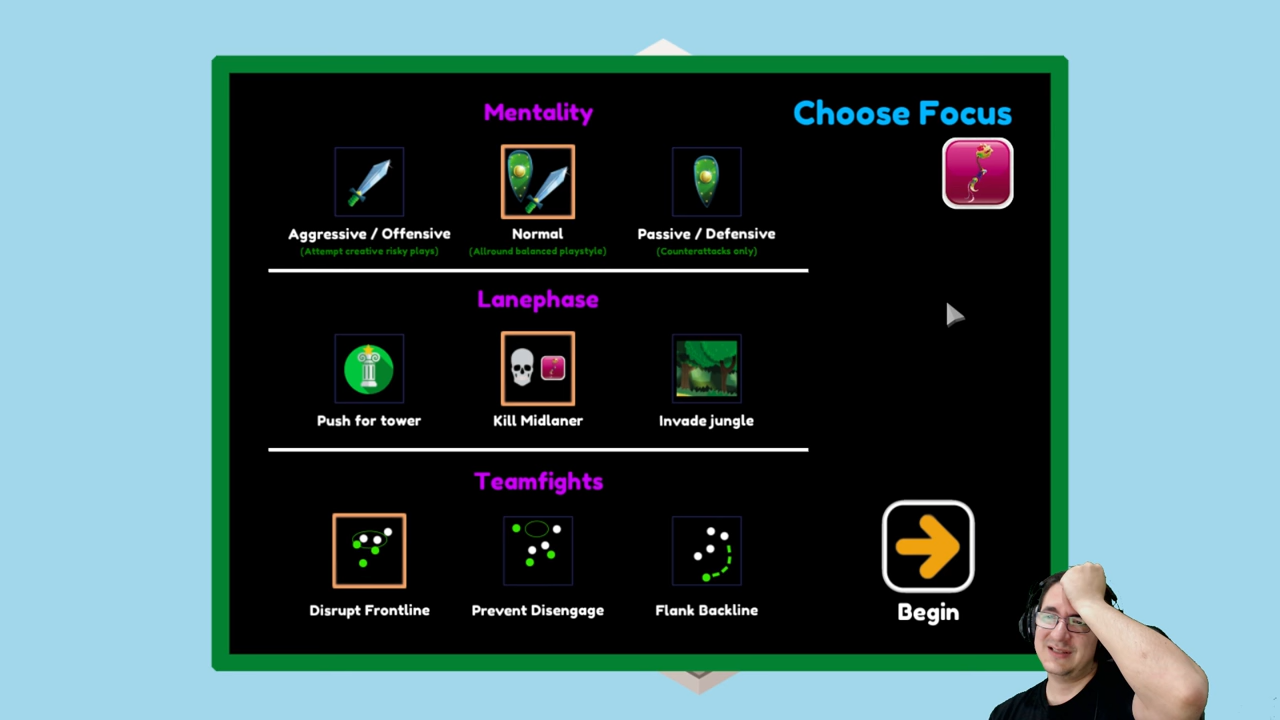 Choose Focus
Mentality
Aggressive / Offensive
(Attempt creative risky plays)
Normal
(Allround balanced playstyle)
Passive / Defensive
(Counterattacks only)
Lanephase
Push for tower
Kill Midlaner
Invade jungle
Teamfights
Disrupt Frontline
Prevent Disengage
Flank Backline
Begin